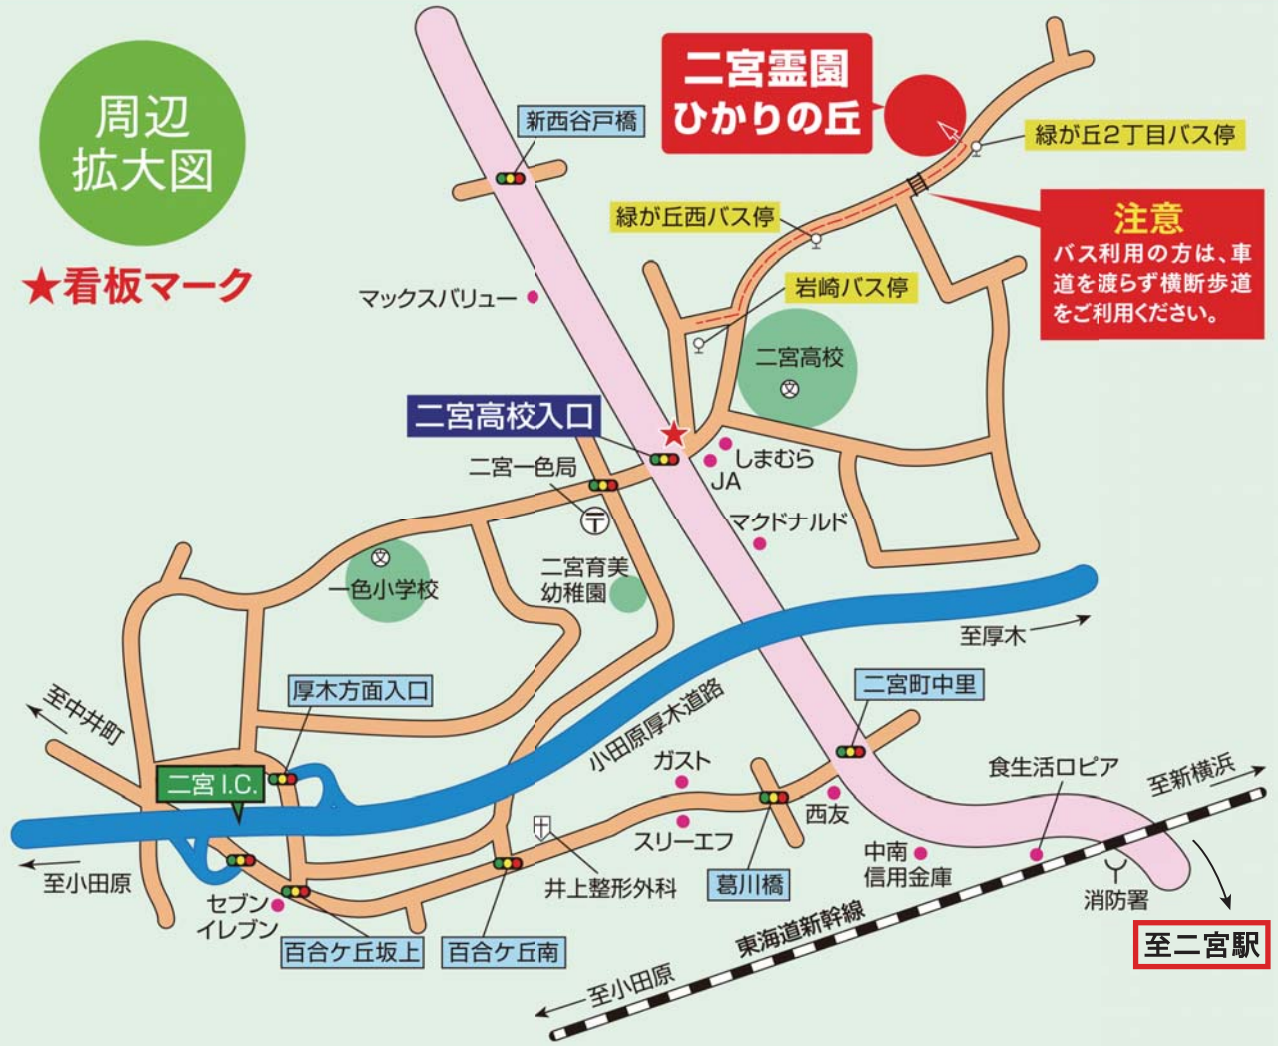 周辺
拡大図
★看板マーク
新西谷戸橋
二宮霊園
ひかりの丘
緑が丘2丁目バス停
緑が丘西バス停
注意
バス利用の方は、車
道を渡らず横断歩道
をご利用ください。
マックスバリュー
岩崎バス停
二宮高校
文
二宮高校入口
二宮一色局
しまむら
JA
マクドナルド
文
一色小学校
二宮育美
幼稚園
至厚木
厚木方面入口
二宮町中里
至中井町
小田原厚木道路
二宮I.C.
ガスト
食生活ロピア
至新横浜
西友
スリーエフ
中南
信用金庫
至小田原
井上整形外科
葛川橋
消防署
セブン
イレブン
百合ケ丘坂上
百合ケ丘南
東海道新幹線
至二宮駅
至小田原